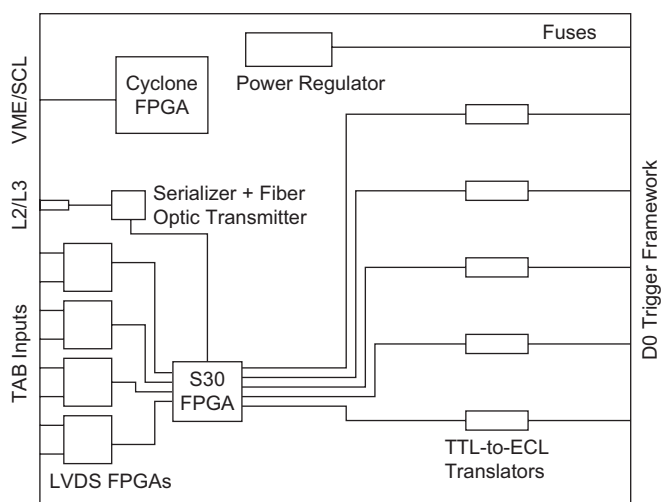 Fuses
VME/SCL
Cyclone
FPGA
Power Regulator
L2/L3
Serializer + Fiber
Optic Transmitter
D0 Trigger Framework
TAB Inputs
S30
FPGA
LVDS FPGAs
TTL-to-ECL
Translators